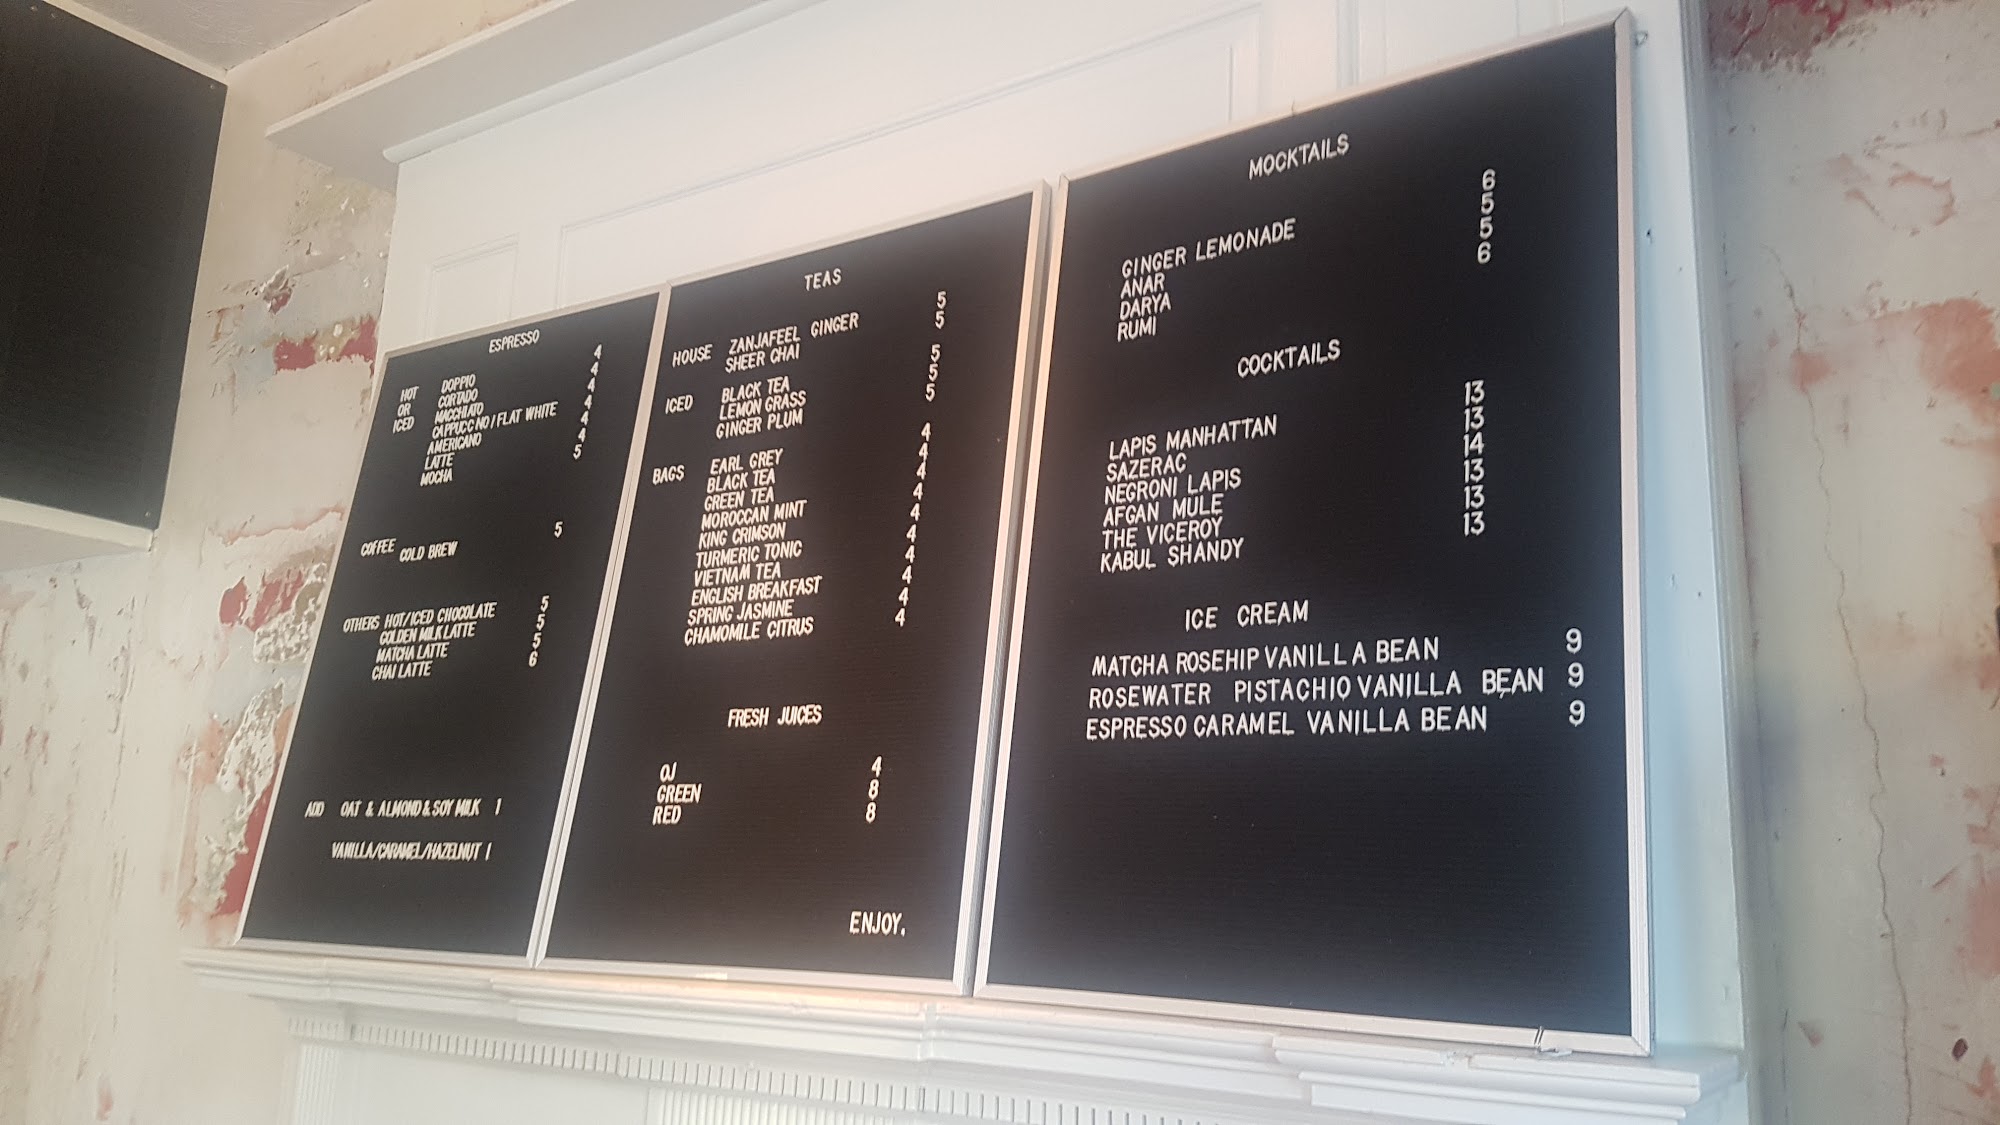 ESPRESSO
HOT DOPPIO 4
OR CORTADO 4
ICED MACCHIATO 4
CAPPUCC NO / FLAT WHITE 4
AMERICANO 4
LATTE 4
MOCHA 5
COFFEE COLD BREW 5
OTHERS HOT/ICED CHOCOLATE 5
GOLDEN MILK LATTE 5
MATCHA LATTE 5
CHAI LATTE 6
ADD OAT & ALMOND & SOY MILK 1
VANILLA/CARAMEL/HAZELNUT 1
TEAS
HOUSE ZANJAFEEL GINGER 5
SHEER CHAI 5
ICED BLACK TEA 5
LEMON GRASS 5
GINGER PLUM 5
BAGS EARL GREY 4
BLACK TEA 4
GREEN TEA 4
MOROCCAN MINT 4
KING CRIMSON 4
TURMERIC TONIC 4
VIETNAM TEA 4
ENGLISH BREAKFAST 4
SPRING JASMINE 4
CHAMOMILE CITRUS 4
FRESH JUICES
OJ 4
GREEN 8
RED 8
ENJOY.
MOCKTAILS
GINGER LEMONADE 6
ANAR 5
DARYA 5
RUMI 6
COCKTAILS
LAPIS MANHATTAN 13
SAZERAC 13
NEGRONI LAPIS 14
AFGAN MULE 13
THE VICEROY 13
KABUL SHANDY 13
ICE CREAM
MATCHA ROSEHIP VANILLA BEAN 9
ROSEWATER PISTACHIO VANILLA BEAN 9
ESPRESSO CARAMEL VANILLA BEAN 9